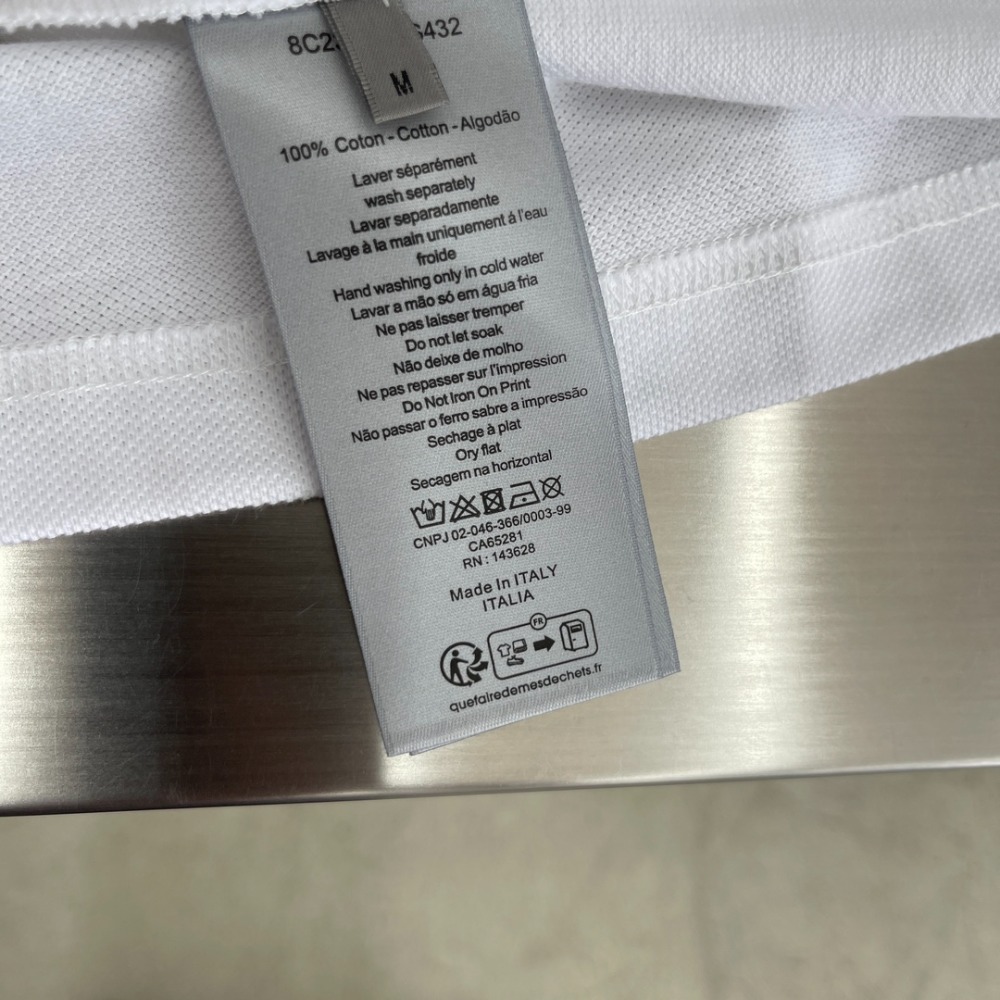 8C2 6432
M
100% Coton - Cotton - Algodão
Laver séparément
wash separately
Lavar separadamente
Lavage à la main uniquement á l'eau
froide
Hand washing only in cold water
Lavar a mão só em água fria
Ne pas laisser tremper
Do not let soak
Não deixe de molho
Ne pas repasser sur l'impression
Do Not Iron On Print
Não passar o ferro sabre a impressão
Sechage à plat
Ory flat
Secagem na horizontal
CNPJ 02-046-366/0003-99
CA65281
RN : 143628
Made In ITALY
ITALIA
FR
quefairedemesdechets.fr